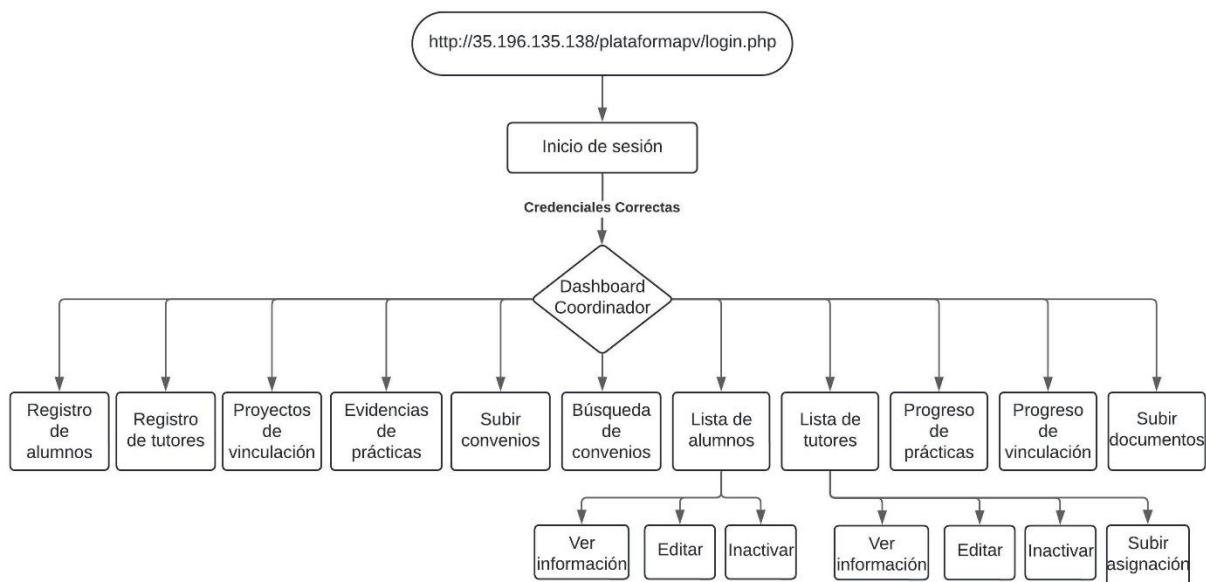 http://35.196.135.138/plataformapv/login.php
Inicio de sesión
Credenciales Correctas
Dashboard
Coordinador
Registro
de
alumnos
Registro
de tutores
Proyectos
de
vinculación
Evidencias
de
prácticas
Subir
convenios
Búsqueda
de
convenios
Lista de
alumnos
Lista de
tutores
Progreso
de
prácticas
Progreso
de
vinculación
Subir
documentos
Ver
información
Editar
Inactivar
Ver
información
Editar
Inactivar
Subir
asignación